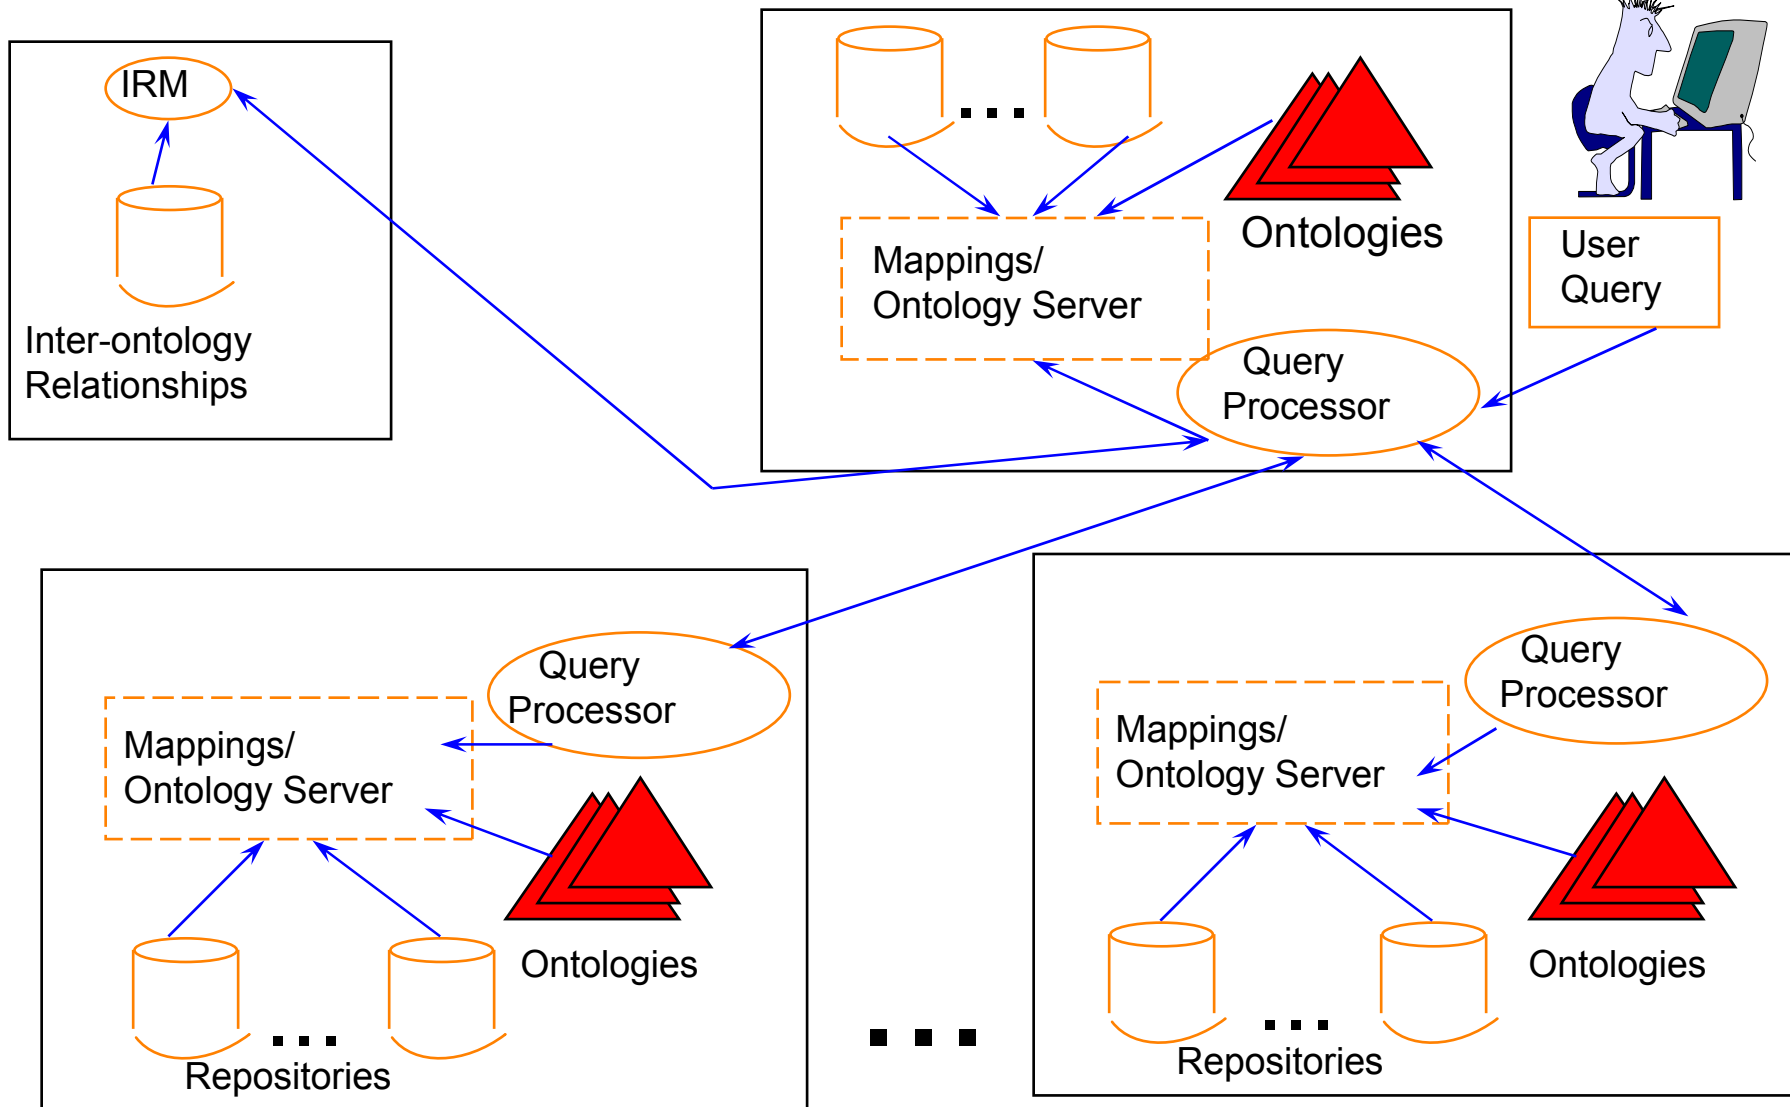 IRM
Inter-ontology
Relationships
Mappings/
Ontology Server
Ontologies
Query
Processor
User
Query
Query
Processor
Mappings/
Ontology Server
Ontologies
Repositories
Query
Processor
Mappings/
Ontology Server
Ontologies
Repositories